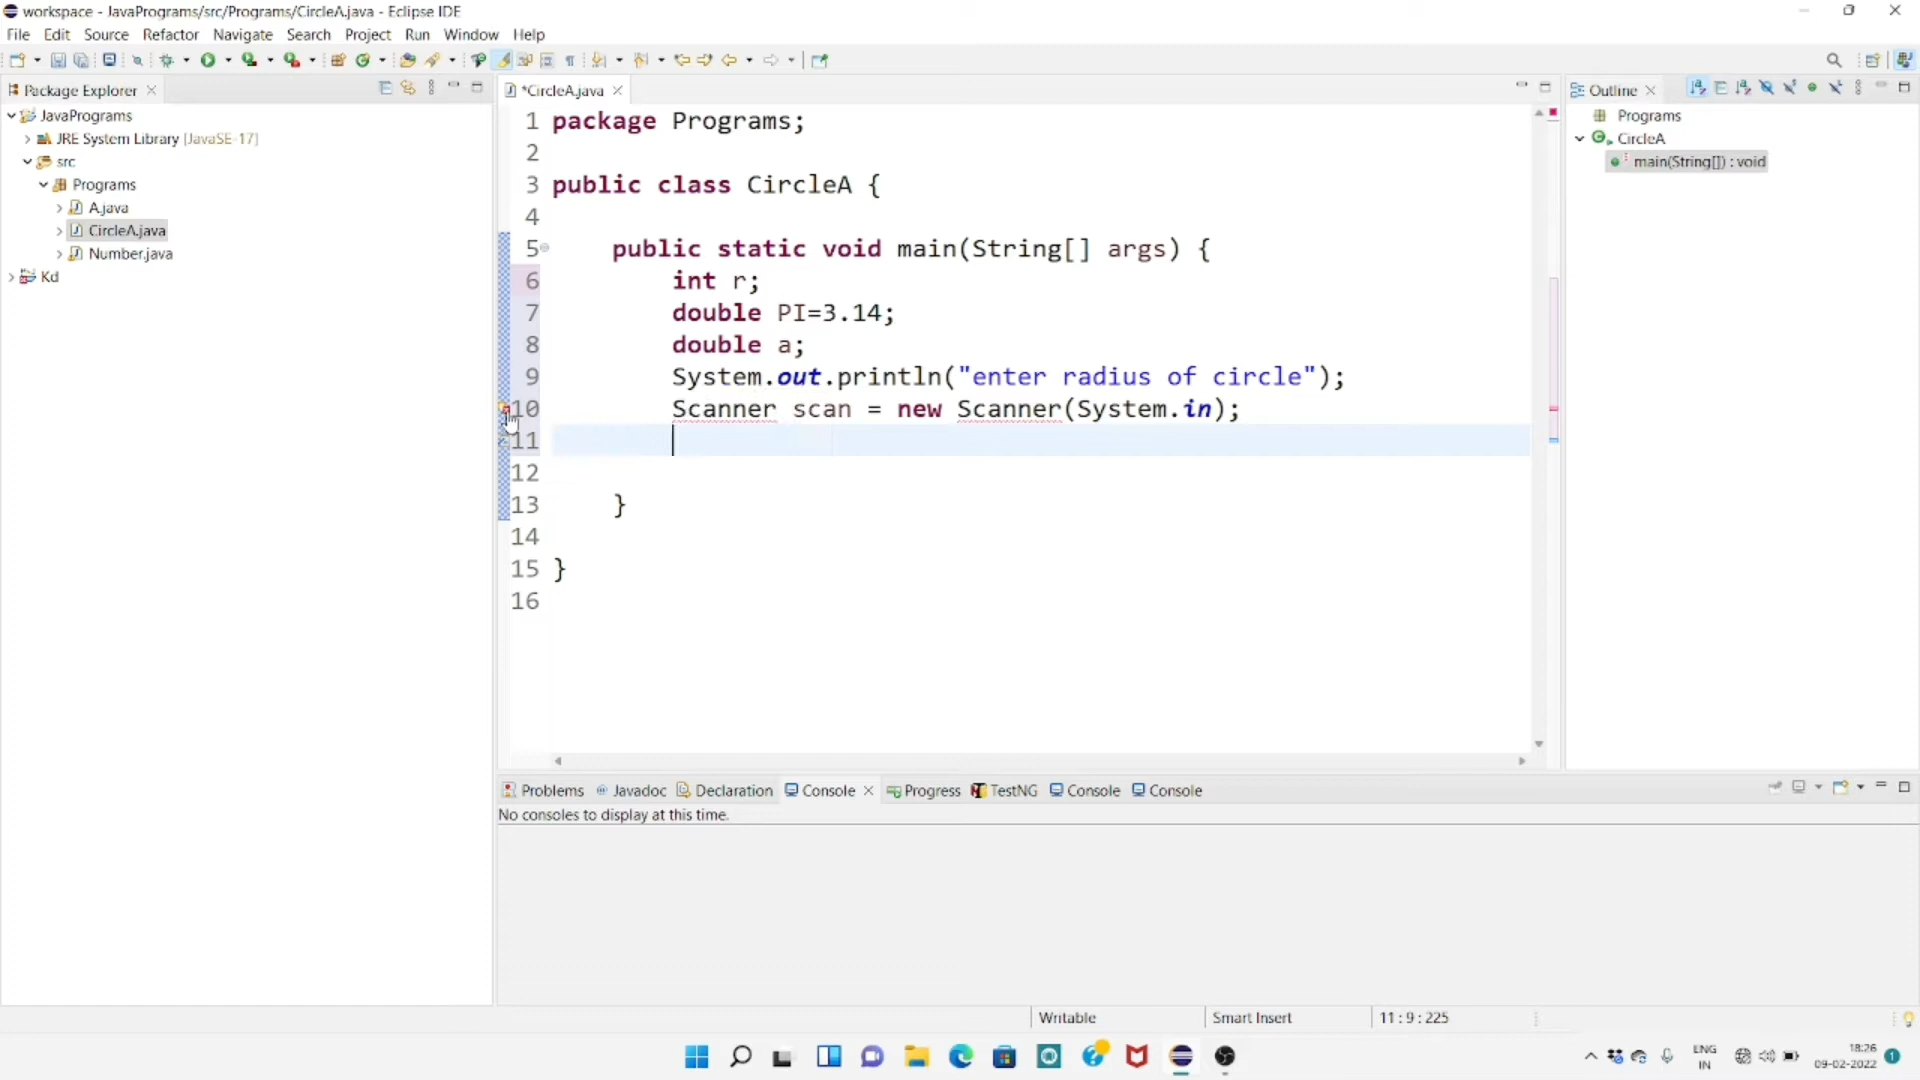 workspace - JavaPrograms/src/Programs/CircleA.java - Eclipse IDE
File Edit Source Refactor Navigate Search Project Run Window Help
Package Explorer
JavaPrograms
JRE System Library [JavaSE-17]
src
Programs
A.java
CircleA.java
Number.java
Kd
*CircleA.java
1 package Programs;
2
3 public class CircleA {
4
5 public static void main(String[] args) {
6 int r;
7 double PI=3.14;
8 double a;
9 System.out.println("enter radius of circle");
10 Scanner scan = new Scanner(System.in);
11
12
13 }
14
15 }
16
Outline
Programs
CircleA
main(String[]) : void
Problems Javadoc Declaration Console Progress TestNG Console Console
No consoles to display at this time.
Writable Smart Insert 11 : 9 : 225
ENG
IN
18:26
09-02-2022
1